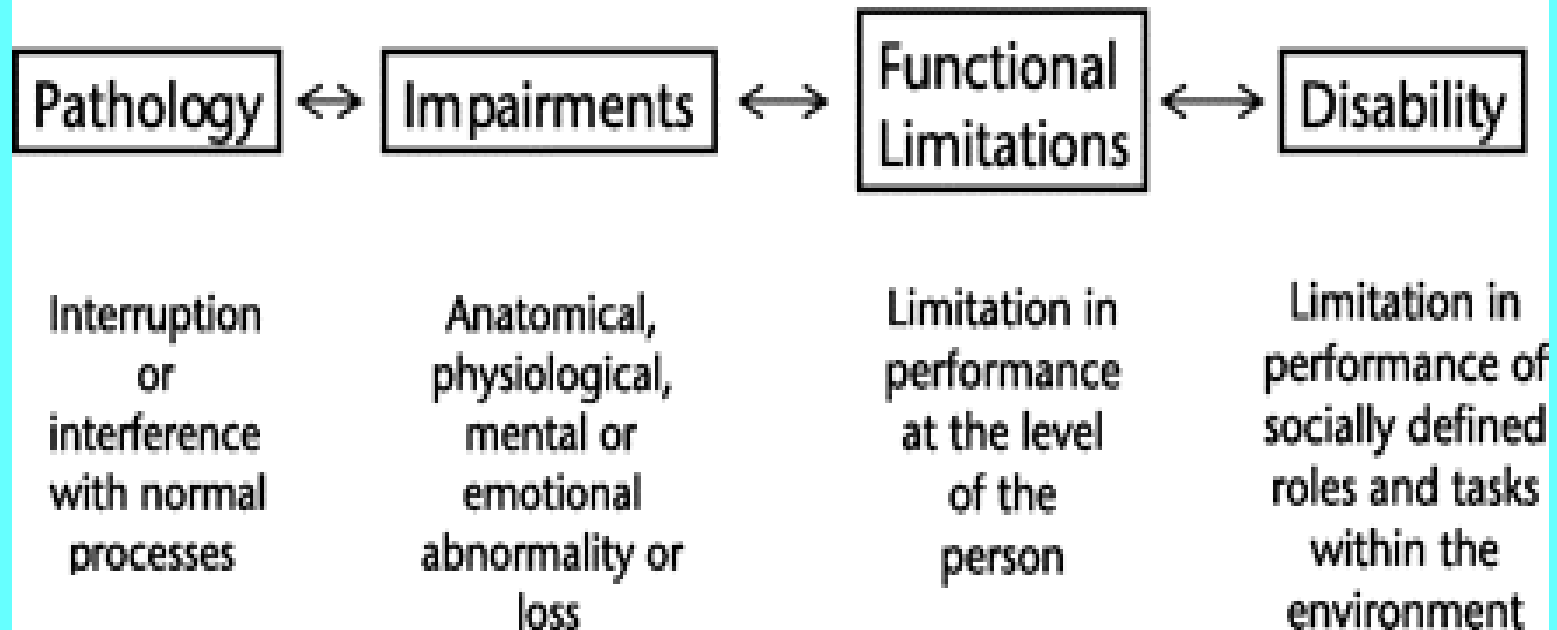 Pathology
Impairments
Functional
Limitations
Disability
Interruption
or
interference
with normal
processes
Anatomical,
physiological,
mental or
emotional
abnormality or
loss
Limitation in
performance
at the level
of the
person
Limitation in
performance of
socially defined
roles and tasks
within the
environment